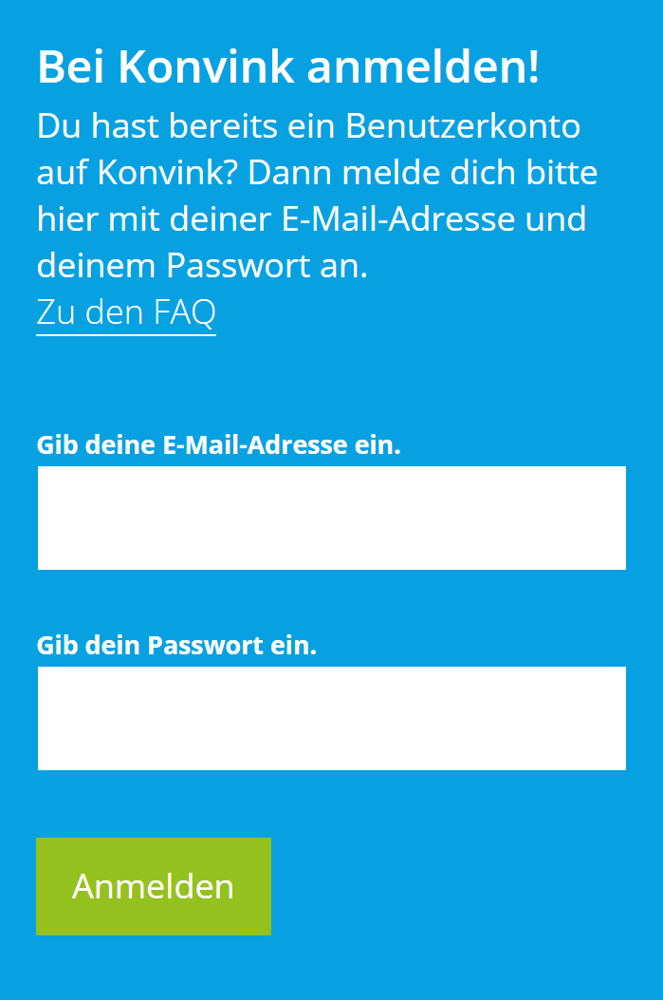 Bei Konvink anmelden!
Du hast bereits ein Benutzerkonto
auf Konvink? Dann melde dich bitte
hier mit deiner E-Mail-Adresse und
deinem Passwort an.
Zu den FAQ
Gib deine E-Mail-Adresse ein.
Gib dein Passwort ein.
Anmelden